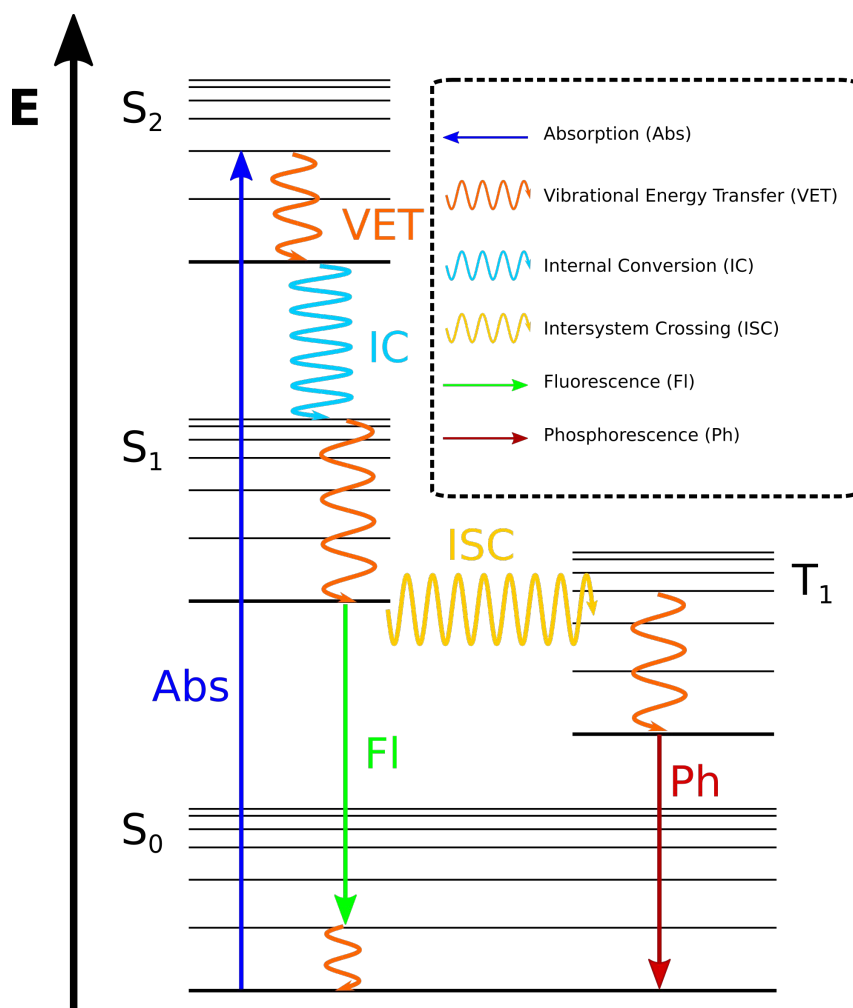 E
S2
VET
IC
S1
ISC
T1
Abs
Fl
Ph
S0
Absorption (Abs)
Vibrational Energy Transfer (VET)
Internal Conversion (IC)
Intersystem Crossing (ISC)
Fluorescence (Fl)
Phosphorescence (Ph)